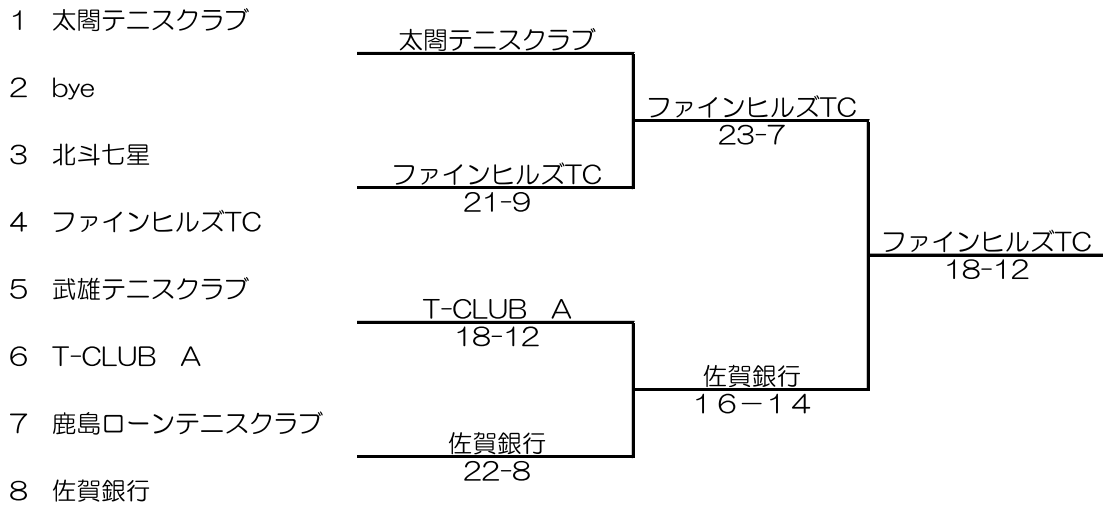 1 太閤テニスクラブ
2 bye
3 北斗七星
4 ファインヒルズTC
5 武雄テニスクラブ
6 T-CLUB　A
7 鹿島ローンテニスクラブ
8 佐賀銀行
太閤テニスクラブ
ファインヒルズTC
21-9
T-CLUB　A
18-12
佐賀銀行
22-8
ファインヒルズTC
23-7
佐賀銀行
１６－１４
ファインヒルズTC
18-12